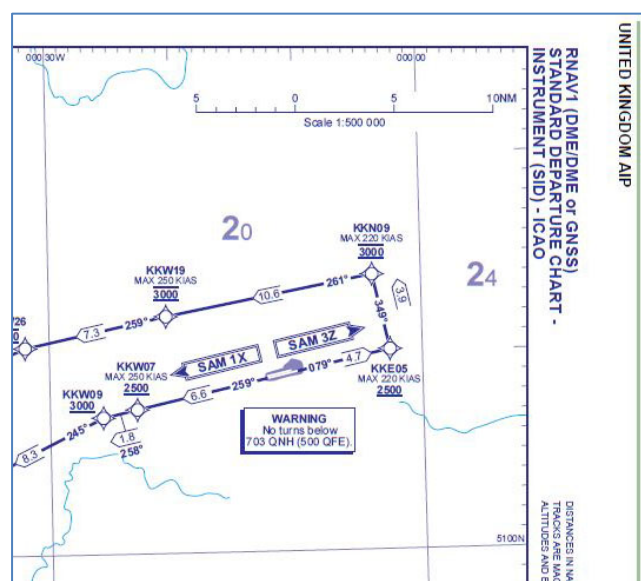 UNITED KINGDOM AIP
RNAV1 (DME/DME or GNSS)
STANDARD DEPARTURE CHART -
INSTRUMENT (SID) - ICAO
000 30W
000 00
5 0 5 10NM
Scale 1:500 000
20
24
KKN09
MAX 220 KIAS
3000
KKW19
MAX 250 KIAS
3000
10.6
261°
3.9
349°
7.3
259°
SAM 1X
SAM 3Z
KKW07
MAX 250 KIAS
2500
KKW09
3000
6.6
259°
079°
4.7
KKE05
MAX 220 KIAS
2500
245°
1.8
258°
8.3
WARNING
No turns below
703 QNH (500 QFE).
5100N
DISTANCES IN NA
TRACKS ARE MAG
ALTITUDES AND E